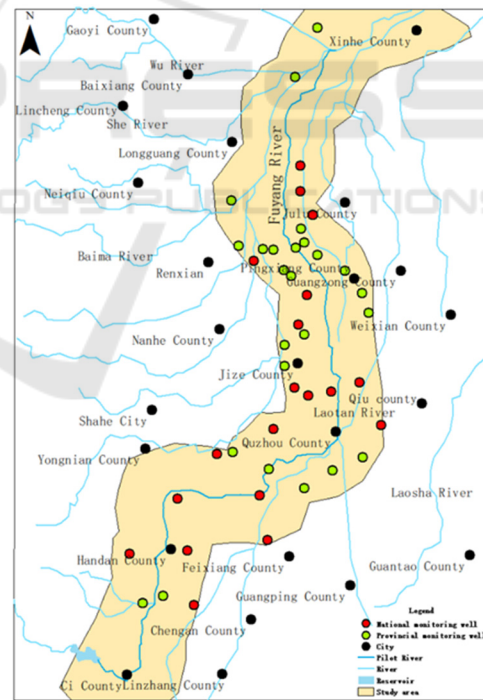 N
Gaoyi County
Xinhe County
Wu River
Baixiang County
Lincheng County
She River
Longguang County
Fuyang River
Neiqiu County
Julu County
Baima River
Renxian
Pingxiang County
Guangzong County
Weixian County
Nanhe County
Jize County
Qiu county
Laotan River
Shahe City
Quzhou County
Yongnian County
Laosha River
Handan County
Feixiang County
Guantao County
Guangping County
Chengan County
Ci County
Linzhang County
Legend
National monitoring well
Provincial monitoring well
City
Pilot River
River
Reservoir
Study area